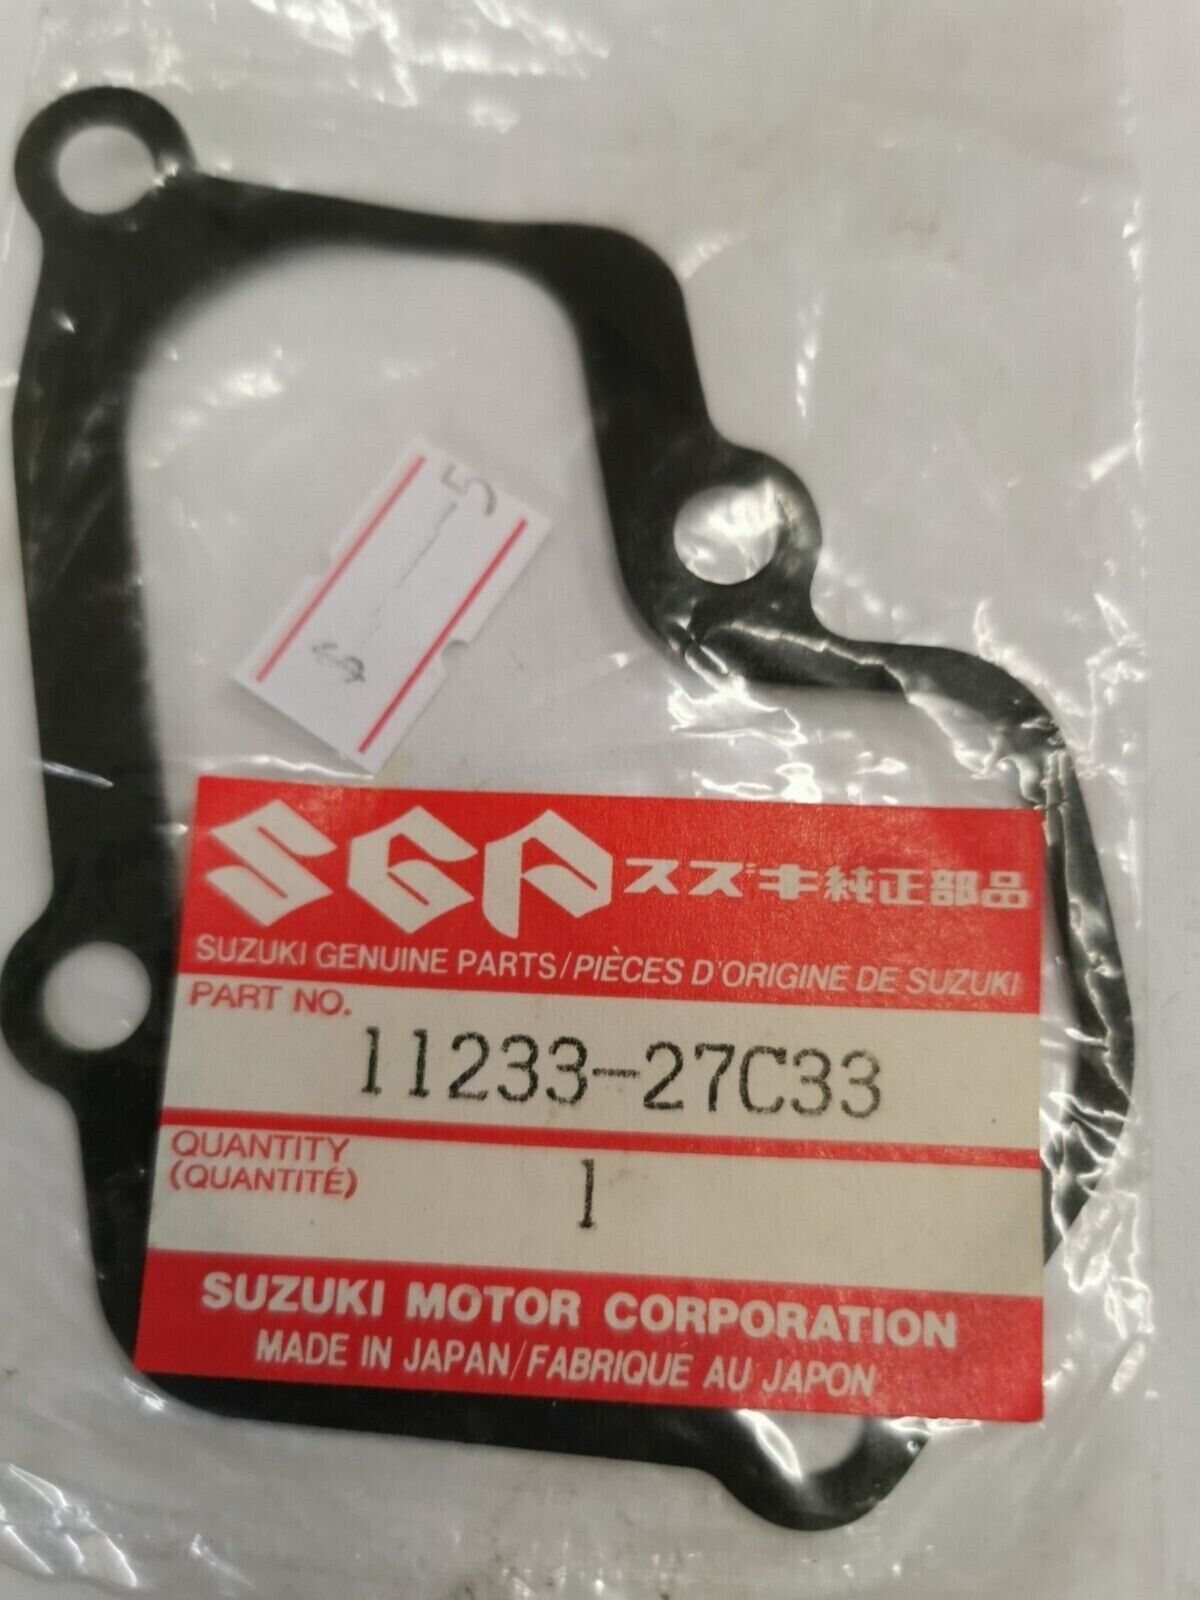 SGP スズキ純正部品
SUZUKI GENUINE PARTS/PIÈCES D'ORIGINE DE SUZUKI
PART NO.
11233-27C33
QUANTITY
(QUANTITÉ)
1
SUZUKI MOTOR CORPORATION
MADE IN JAPAN/FABRIQUE AU JAPON